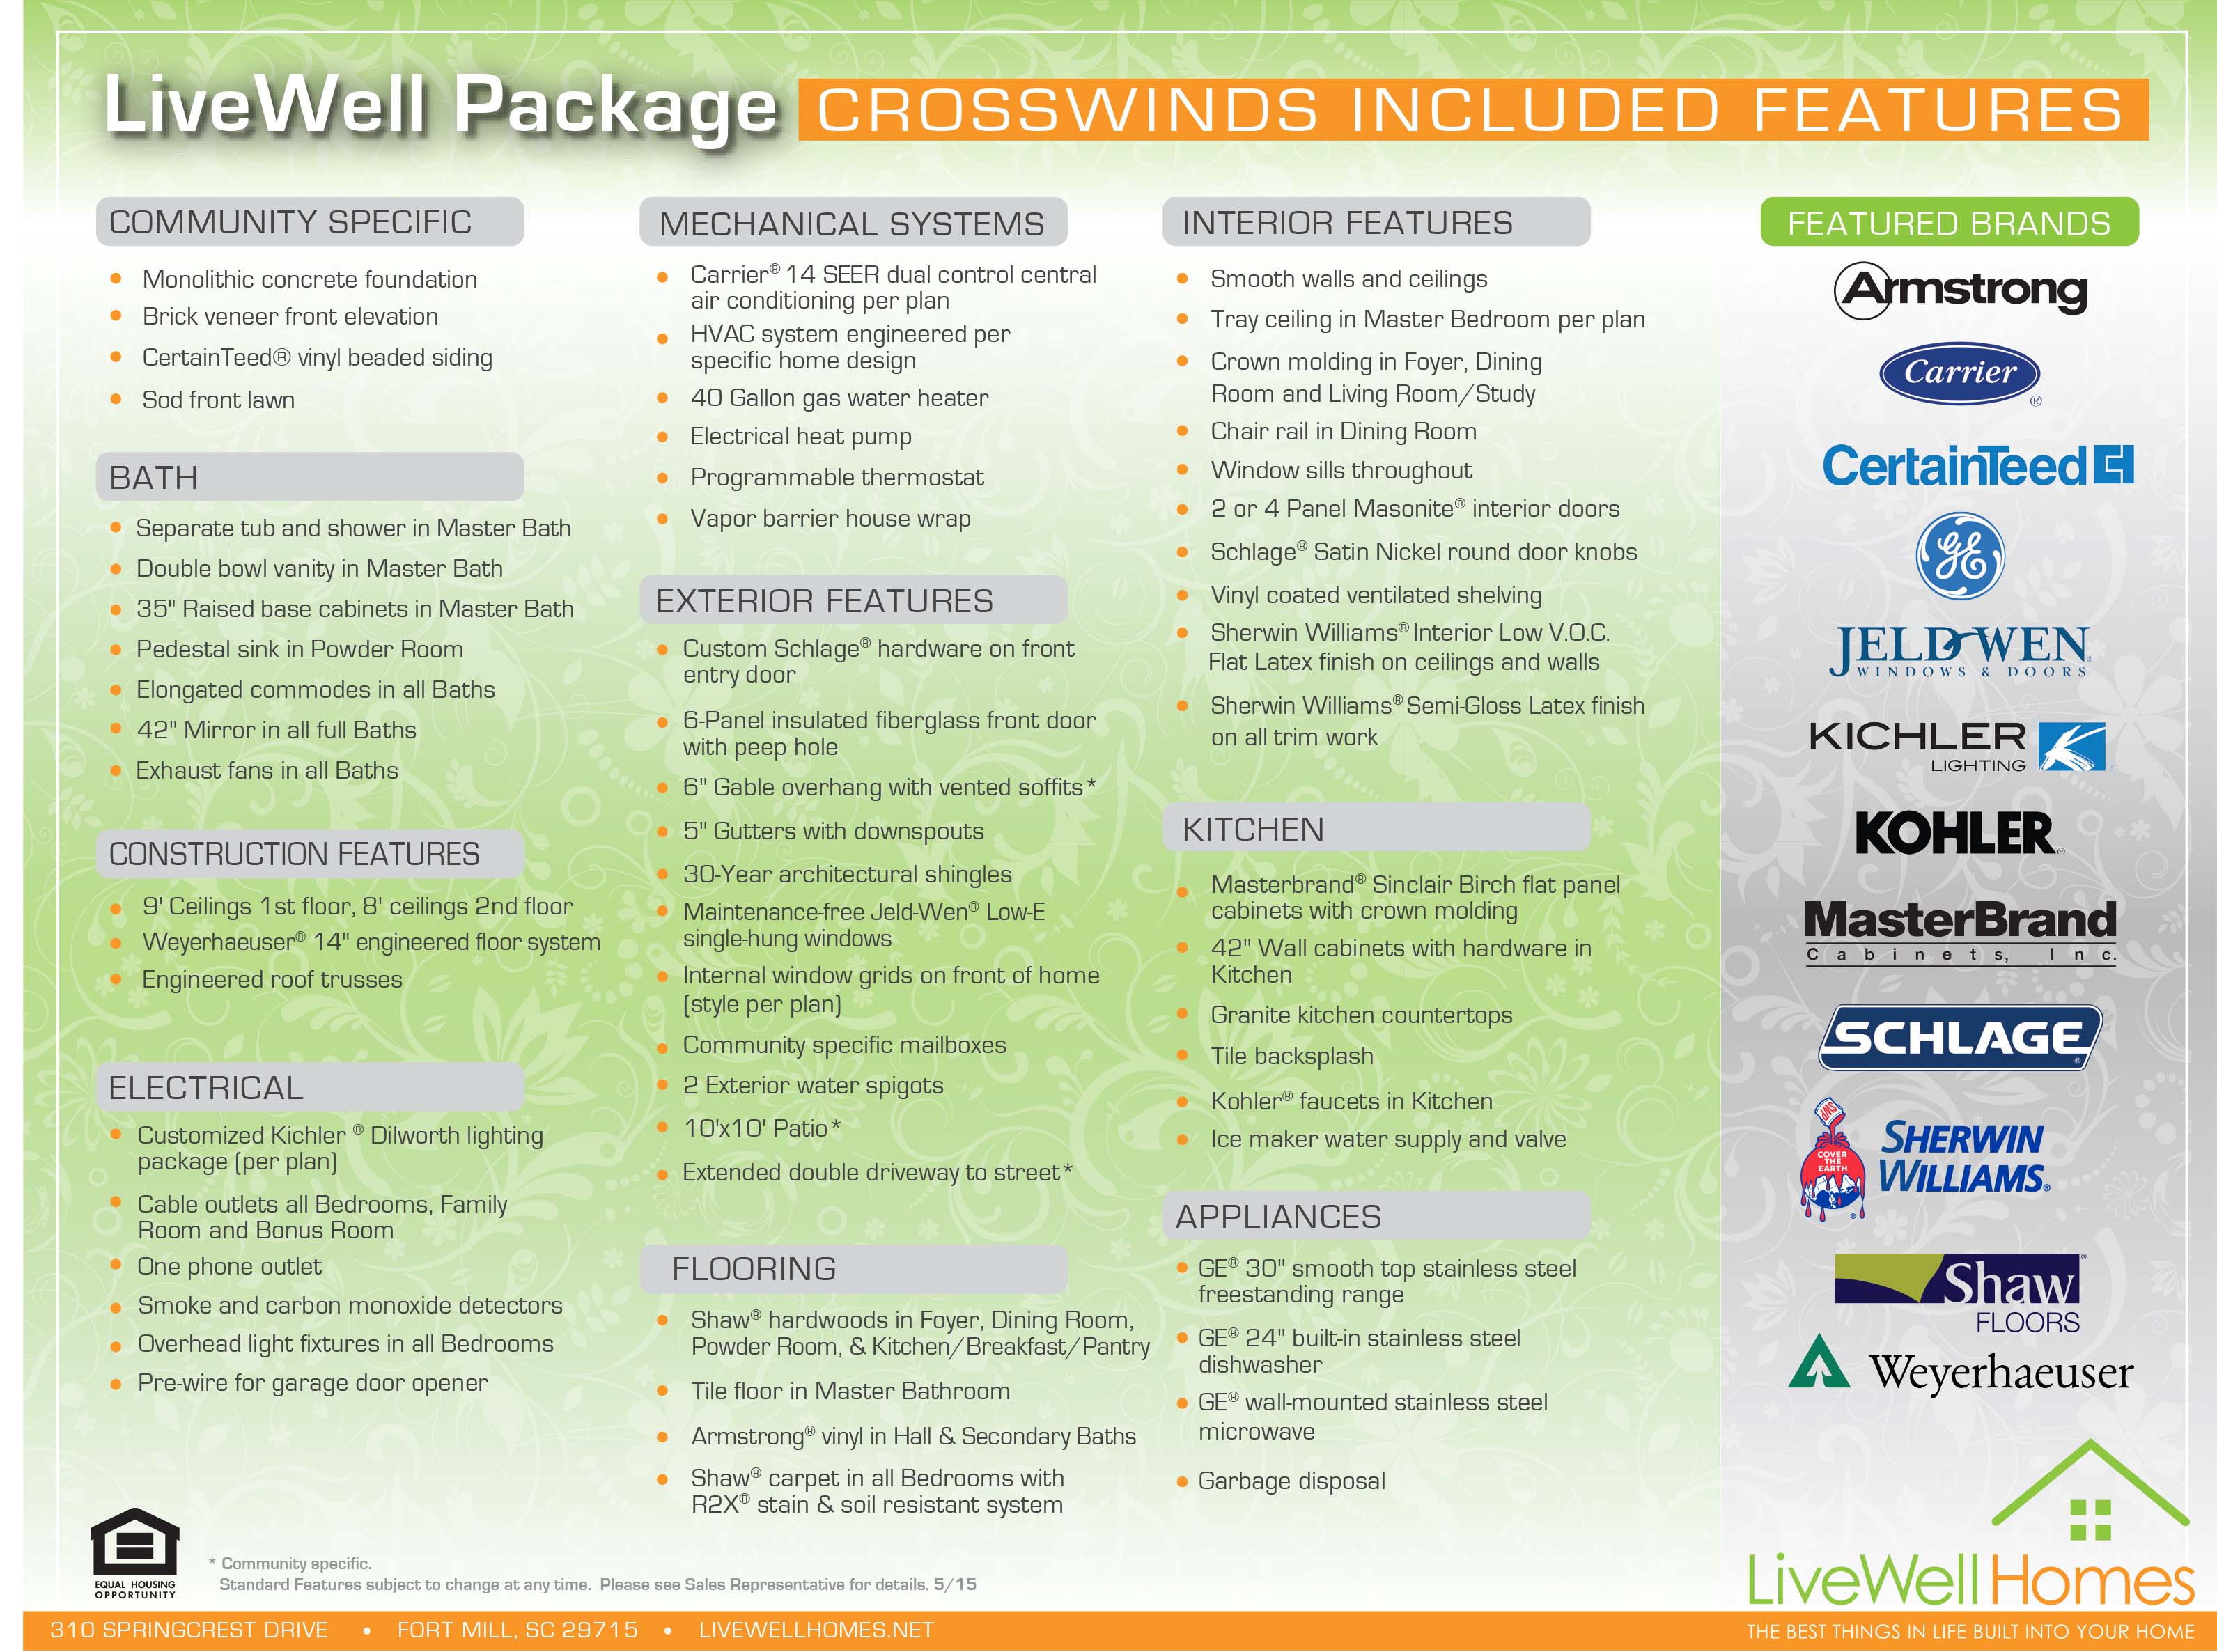 LiveWell Package CROSSWINDS INCLUDED FEATURES
COMMUNITY SPECIFIC
Monolithic concrete foundation
Brick veneer front elevation
CertainTeed® vinyl beaded siding
Sod front lawn
BATH
Separate tub and shower in Master Bath
Double bowl vanity in Master Bath
35" Raised base cabinets in Master Bath
Pedestal sink in Powder Room
Elongated commodes in all Baths
42" Mirror in all full Baths
Exhaust fans in all Baths
CONSTRUCTION FEATURES
9' Ceilings 1st floor, 8' ceilings 2nd floor
Weyerhaeuser® 14" engineered floor system
Engineered roof trusses
ELECTRICAL
Customized Kichler ® Dilworth lighting
package (per plan)
Cable outlets all Bedrooms, Family
Room and Bonus Room
One phone outlet
Smoke and carbon monoxide detectors
Overhead light fixtures in all Bedrooms
Pre-wire for garage door opener
MECHANICAL SYSTEMS
Carrier® 14 SEER dual control central
air conditioning per plan
HVAC system engineered per
specific home design
40 Gallon gas water heater
Electrical heat pump
Programmable thermostat
Vapor barrier house wrap
EXTERIOR FEATURES
Custom Schlage® hardware on front
entry door
6-Panel insulated fiberglass front door
with peep hole
6" Gable overhang with vented soffits*
5" Gutters with downspouts
30-Year architectural shingles
Maintenance-free Jeld-Wen® Low-E
single-hung windows
Internal window grids on front of home
(style per plan)
Community specific mailboxes
2 Exterior water spigots
10'x10' Patio*
Extended double driveway to street*
FLOORING
Shaw® hardwoods in Foyer, Dining Room,
Powder Room, & Kitchen/Breakfast/Pantry
Tile floor in Master Bathroom
Armstrong® vinyl in Hall & Secondary Baths
Shaw® carpet in all Bedrooms with
R2X® stain & soil resistant system
INTERIOR FEATURES
Smooth walls and ceilings
Tray ceiling in Master Bedroom per plan
Crown molding in Foyer, Dining
Room and Living Room/Study
Chair rail in Dining Room
Window sills throughout
2 or 4 Panel Masonite® interior doors
Schlage® Satin Nickel round door knobs
Vinyl coated ventilated shelving
Sherwin Williams® Interior Low V.O.C.
Flat Latex finish on ceilings and walls
Sherwin Williams® Semi-Gloss Latex finish
on all trim work
KITCHEN
Masterbrand® Sinclair Birch flat panel
cabinets with crown molding
42" Wall cabinets with hardware in
Kitchen
Granite kitchen countertops
Tile backsplash
Kohler® faucets in Kitchen
Ice maker water supply and valve
APPLIANCES
GE® 30" smooth top stainless steel
freestanding range
GE® 24" built-in stainless steel
dishwasher
GE® wall-mounted stainless steel
microwave
Garbage disposal
FEATURED BRANDS
Armstrong
Carrier ®
CertainTeed
GE
JELD-WEN
WINDOWS & DOORS
KICHLER
LIGHTING
KOHLER
MasterBrand
Cabinets, Inc.
SCHLAGE
SWP
COVER
THE
EARTH
SHERWIN
WILLIAMS®
Shaw
FLOORS
Weyerhaeuser
LiveWell Homes
EQUAL HOUSING
OPPORTUNITY
* Community specific.
Standard Features subject to change at any time. Please see Sales Representative for details. 5/15
310 SPRINGCREST DRIVE • FORT MILL, SC 29715 • LIVEWELLHOMES.NET
THE BEST THINGS IN LIFE BUILT INTO YOUR HOME